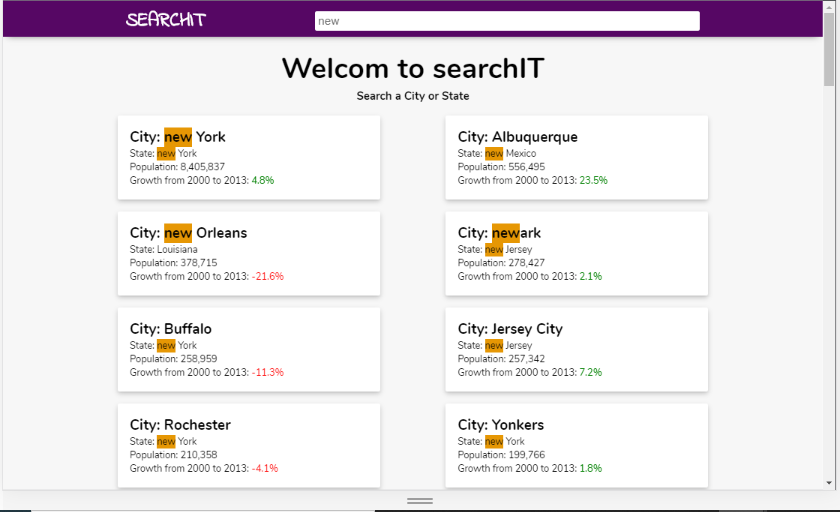 SEARCHIT
new
Welcom to searchIT
Search a City or State
City: new York
State: new York
Population: 8,405,837
Growth from 2000 to 2013: 4.8%
City: Albuquerque
State: new Mexico
Population: 556,495
Growth from 2000 to 2013: 23.5%
City: new Orleans
State: Louisiana
Population: 378,715
Growth from 2000 to 2013: -21.6%
City: newark
State: new Jersey
Population: 278,427
Growth from 2000 to 2013: 2.1%
City: Buffalo
State: new York
Population: 258,959
Growth from 2000 to 2013: -11.3%
City: Jersey City
State: new Jersey
Population: 257,342
Growth from 2000 to 2013: 7.2%
City: Rochester
State: new York
Population: 210,358
Growth from 2000 to 2013: -4.1%
City: Yonkers
State: new York
Population: 199,766
Growth from 2000 to 2013: 1.8%